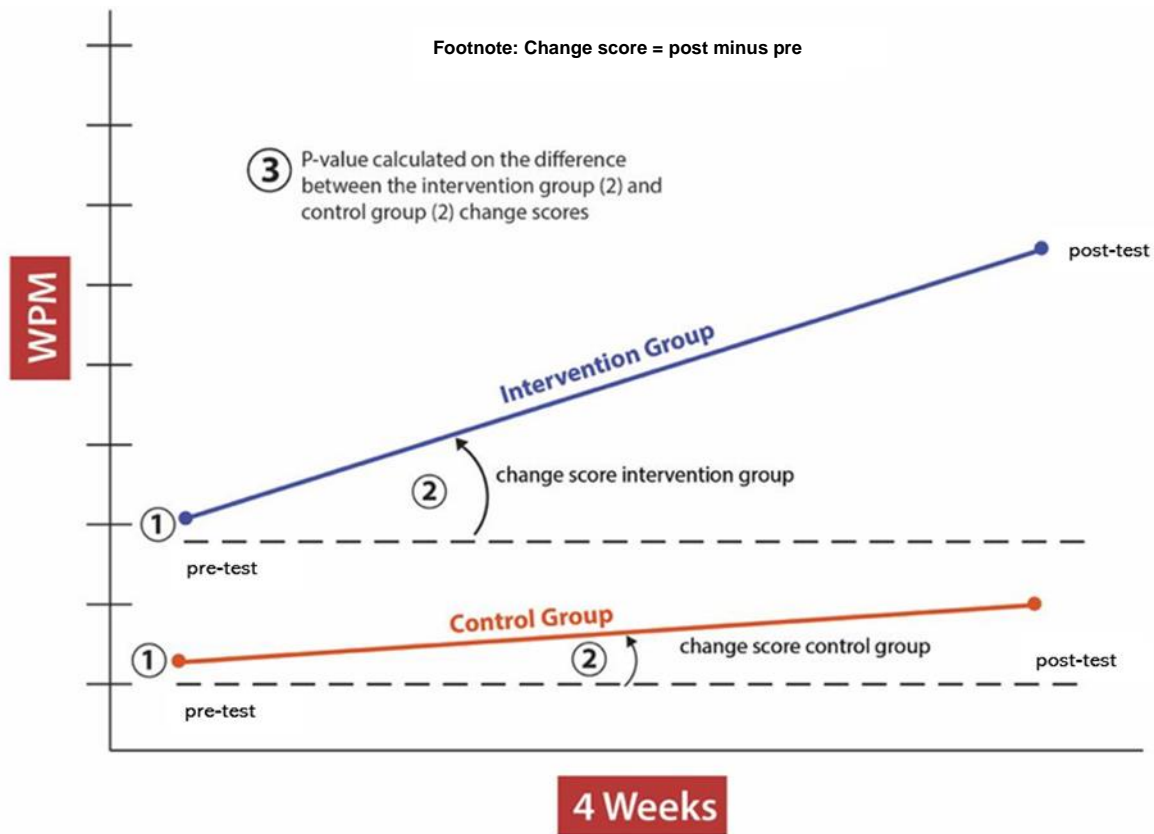 Footnote: Change score = post minus pre
3 P-value calculated on the difference
between the intervention group (2) and
control group (2) change scores
WPM
post-test
Intervention Group
2 change score intervention group
1
pre-test
Control Group
1
2 change score control group
post-test
pre-test
4 Weeks